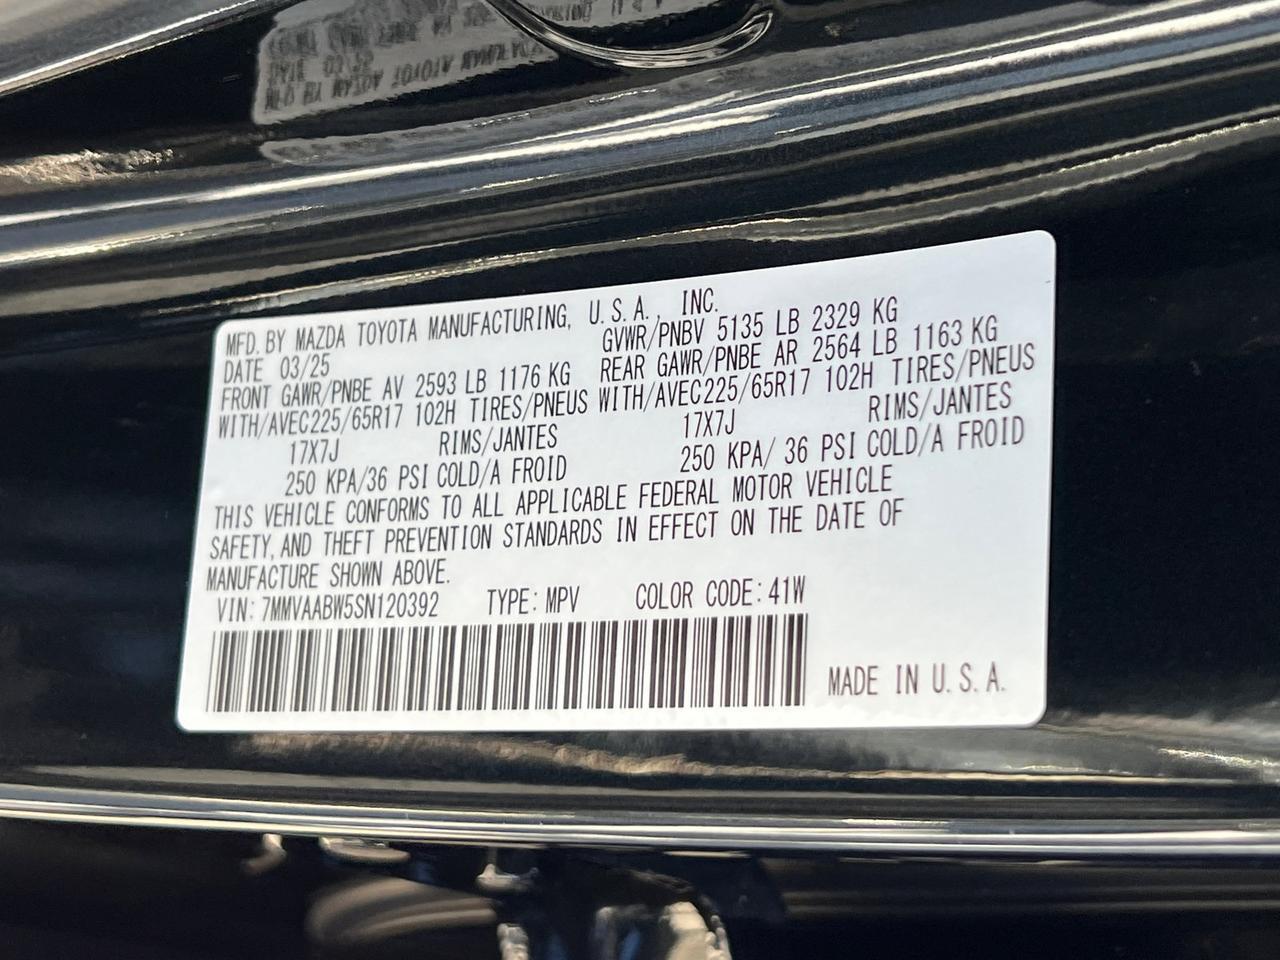 MFD. BY MAZDA TOYOTA MANUFACTURING, U.S.A., INC.
DATE 03/25 GVWR/PNBV 5135 LB 2329 KG
FRONT GAWR/PNBE AV 2593 LB 1176 KG REAR GAWR/PNBE AR 2564 LB 1163 KG
WITH/AVEC225/65R17 102H TIRES/PNEUS WITH/AVEC225/65R17 102H TIRES/PNEUS
17X7J RIMS/JANTES 17X7J RIMS/JANTES
250 KPA/36 PSI COLD/A FROID 250 KPA/ 36 PSI COLD/A FROID
THIS VEHICLE CONFORMS TO ALL APPLICABLE FEDERAL MOTOR VEHICLE
SAFETY, AND THEFT PREVENTION STANDARDS IN EFFECT ON THE DATE OF
MANUFACTURE SHOWN ABOVE.
VIN: 7MMVAABW5SN120392 TYPE: MPV COLOR CODE: 41W
MADE IN U.S.A.